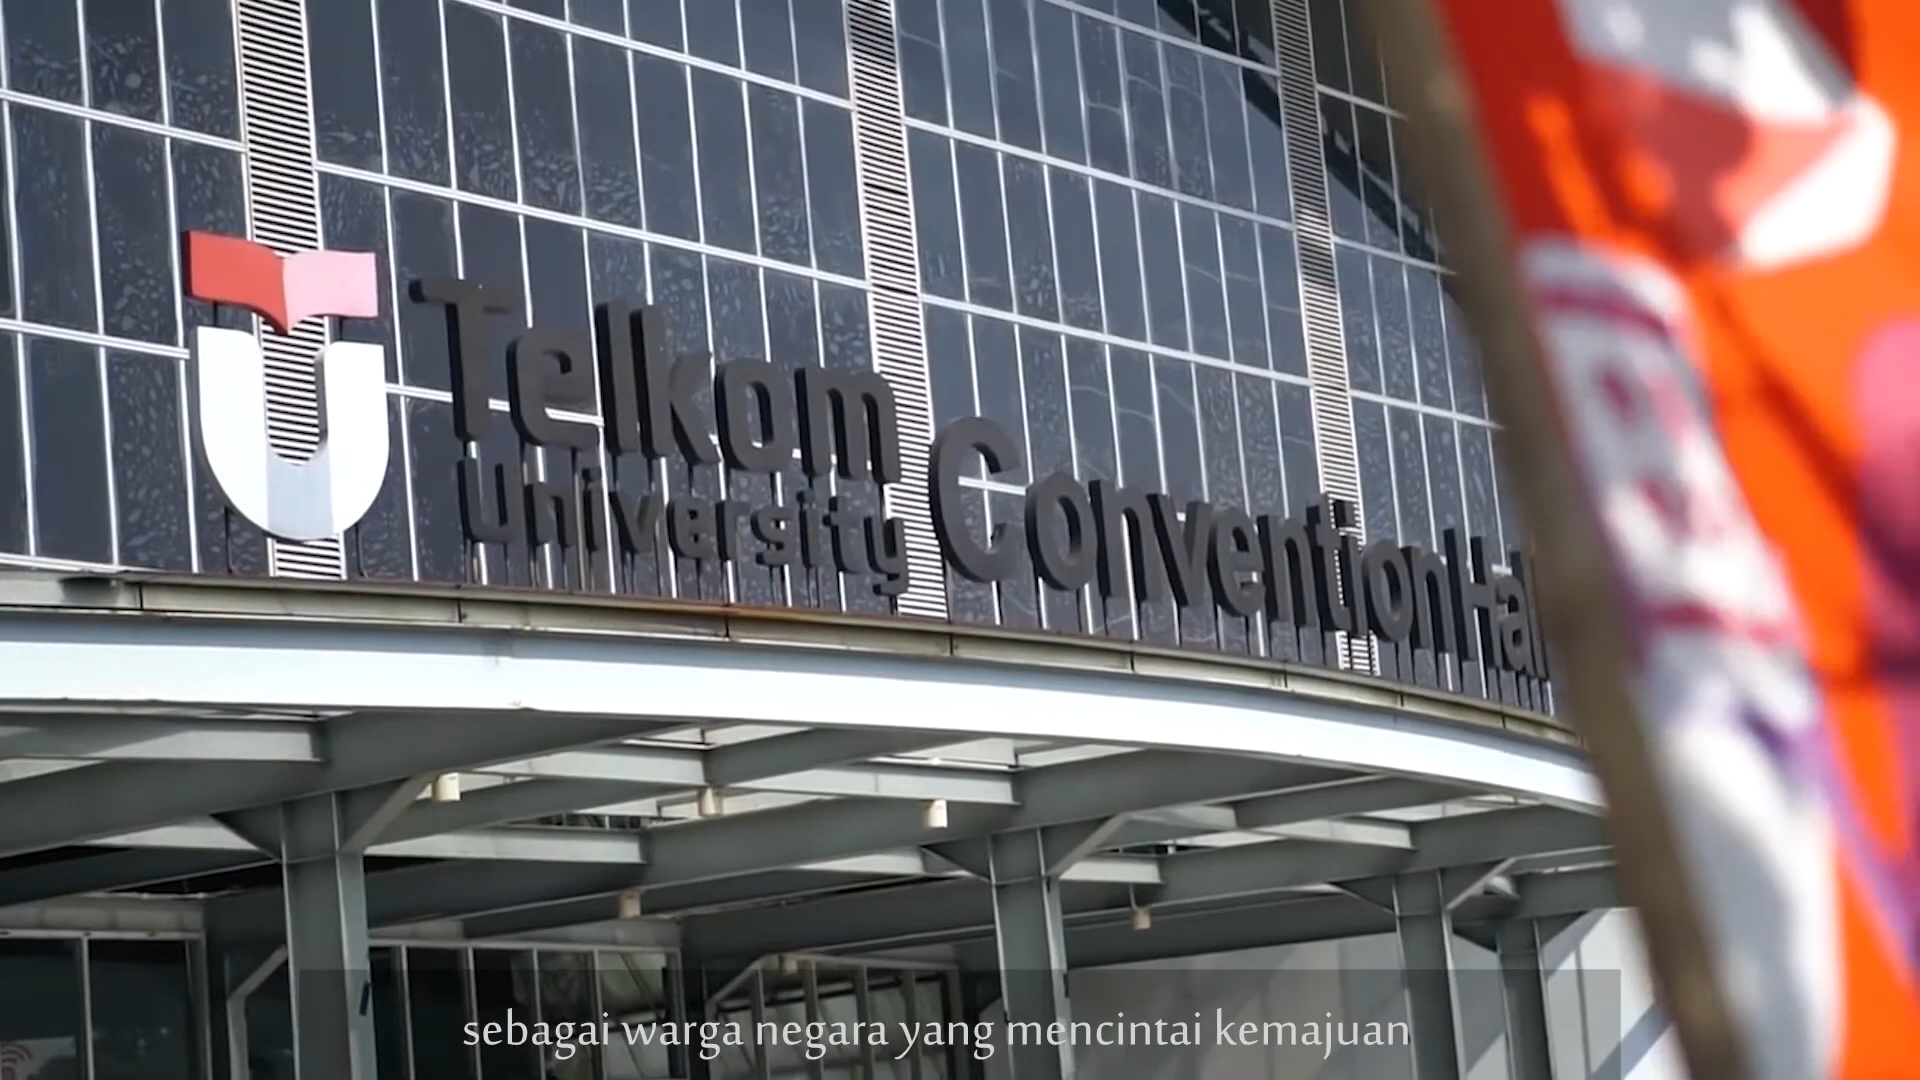 Telkom
University
Convention Hall
sebagai warga negara yang mencintai kemajuan